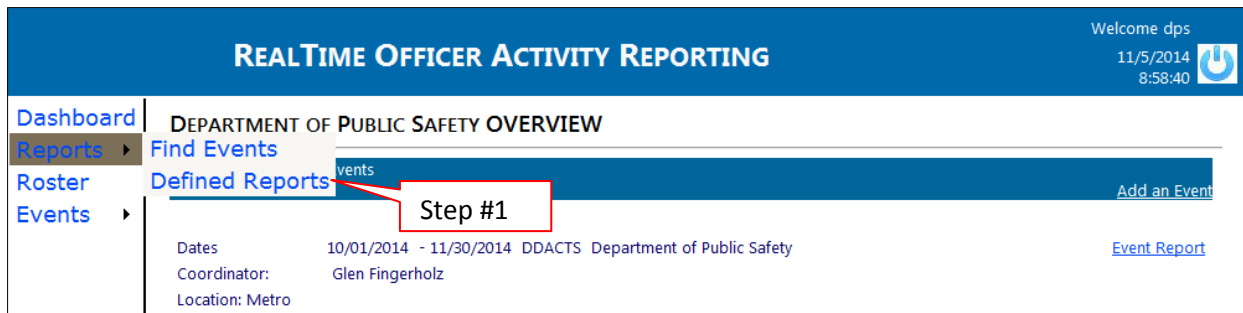 REALTIME OFFICER ACTIVITY REPORTING
Welcome dps
11/5/2014
8:58:40
Dashboard
Reports
Roster
Events
DEPARTMENT OF PUBLIC SAFETY OVERVIEW
Find Events
Defined Reports
Step #1
Add an Event
Dates 10/01/2014 - 11/30/2014 DDACTS Department of Public Safety Event Report
Coordinator: Glen Fingerholz
Location: Metro